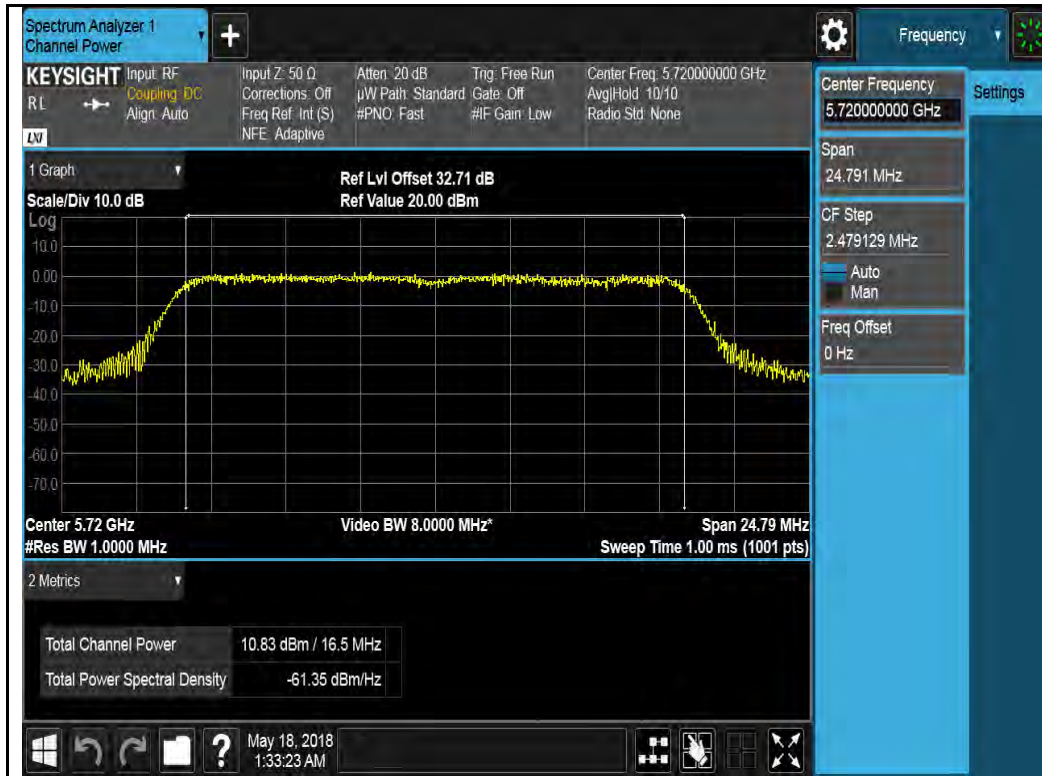 Spectrum Analyzer 1
Channel Power
Frequency
KEYSIGHT
R L
LXI
Input: RF
Coupling: DC
Align: Auto
Input Z: 50 Ω
Corrections: Off
Freq Ref: Int (S)
NFE: Adaptive
Atten: 20 dB
µW Path: Standard
#PNO: Fast
Trig: Free Run
Gate: Off
#IF Gain: Low
Center Freq: 5.720000000 GHz
Avg|Hold: 10/10
Radio Std: None
Center Frequency
5.720000000 GHz
Settings
Span
24.791 MHz
CF Step
2.479129 MHz
Auto
Man
Freq Offset
0 Hz
1 Graph
Scale/Div 10.0 dB
Ref Lvl Offset 32.71 dB
Ref Value 20.00 dBm
Log
10.0
0.00
-10.0
-20.0
-30.0
-40.0
-50.0
-60.0
-70.0
Center 5.72 GHz
#Res BW 1.0000 MHz
Video BW 8.0000 MHz*
Span 24.79 MHz
Sweep Time 1.00 ms (1001 pts)
2 Metrics
Total Channel Power 10.83 dBm / 16.5 MHz
Total Power Spectral Density -61.35 dBm/Hz
?
May 18, 2018
1:33:23 AM